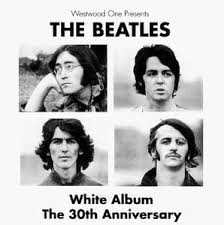 Westwood One Presents
THE BEATLES
White Album
The 30th Anniversary